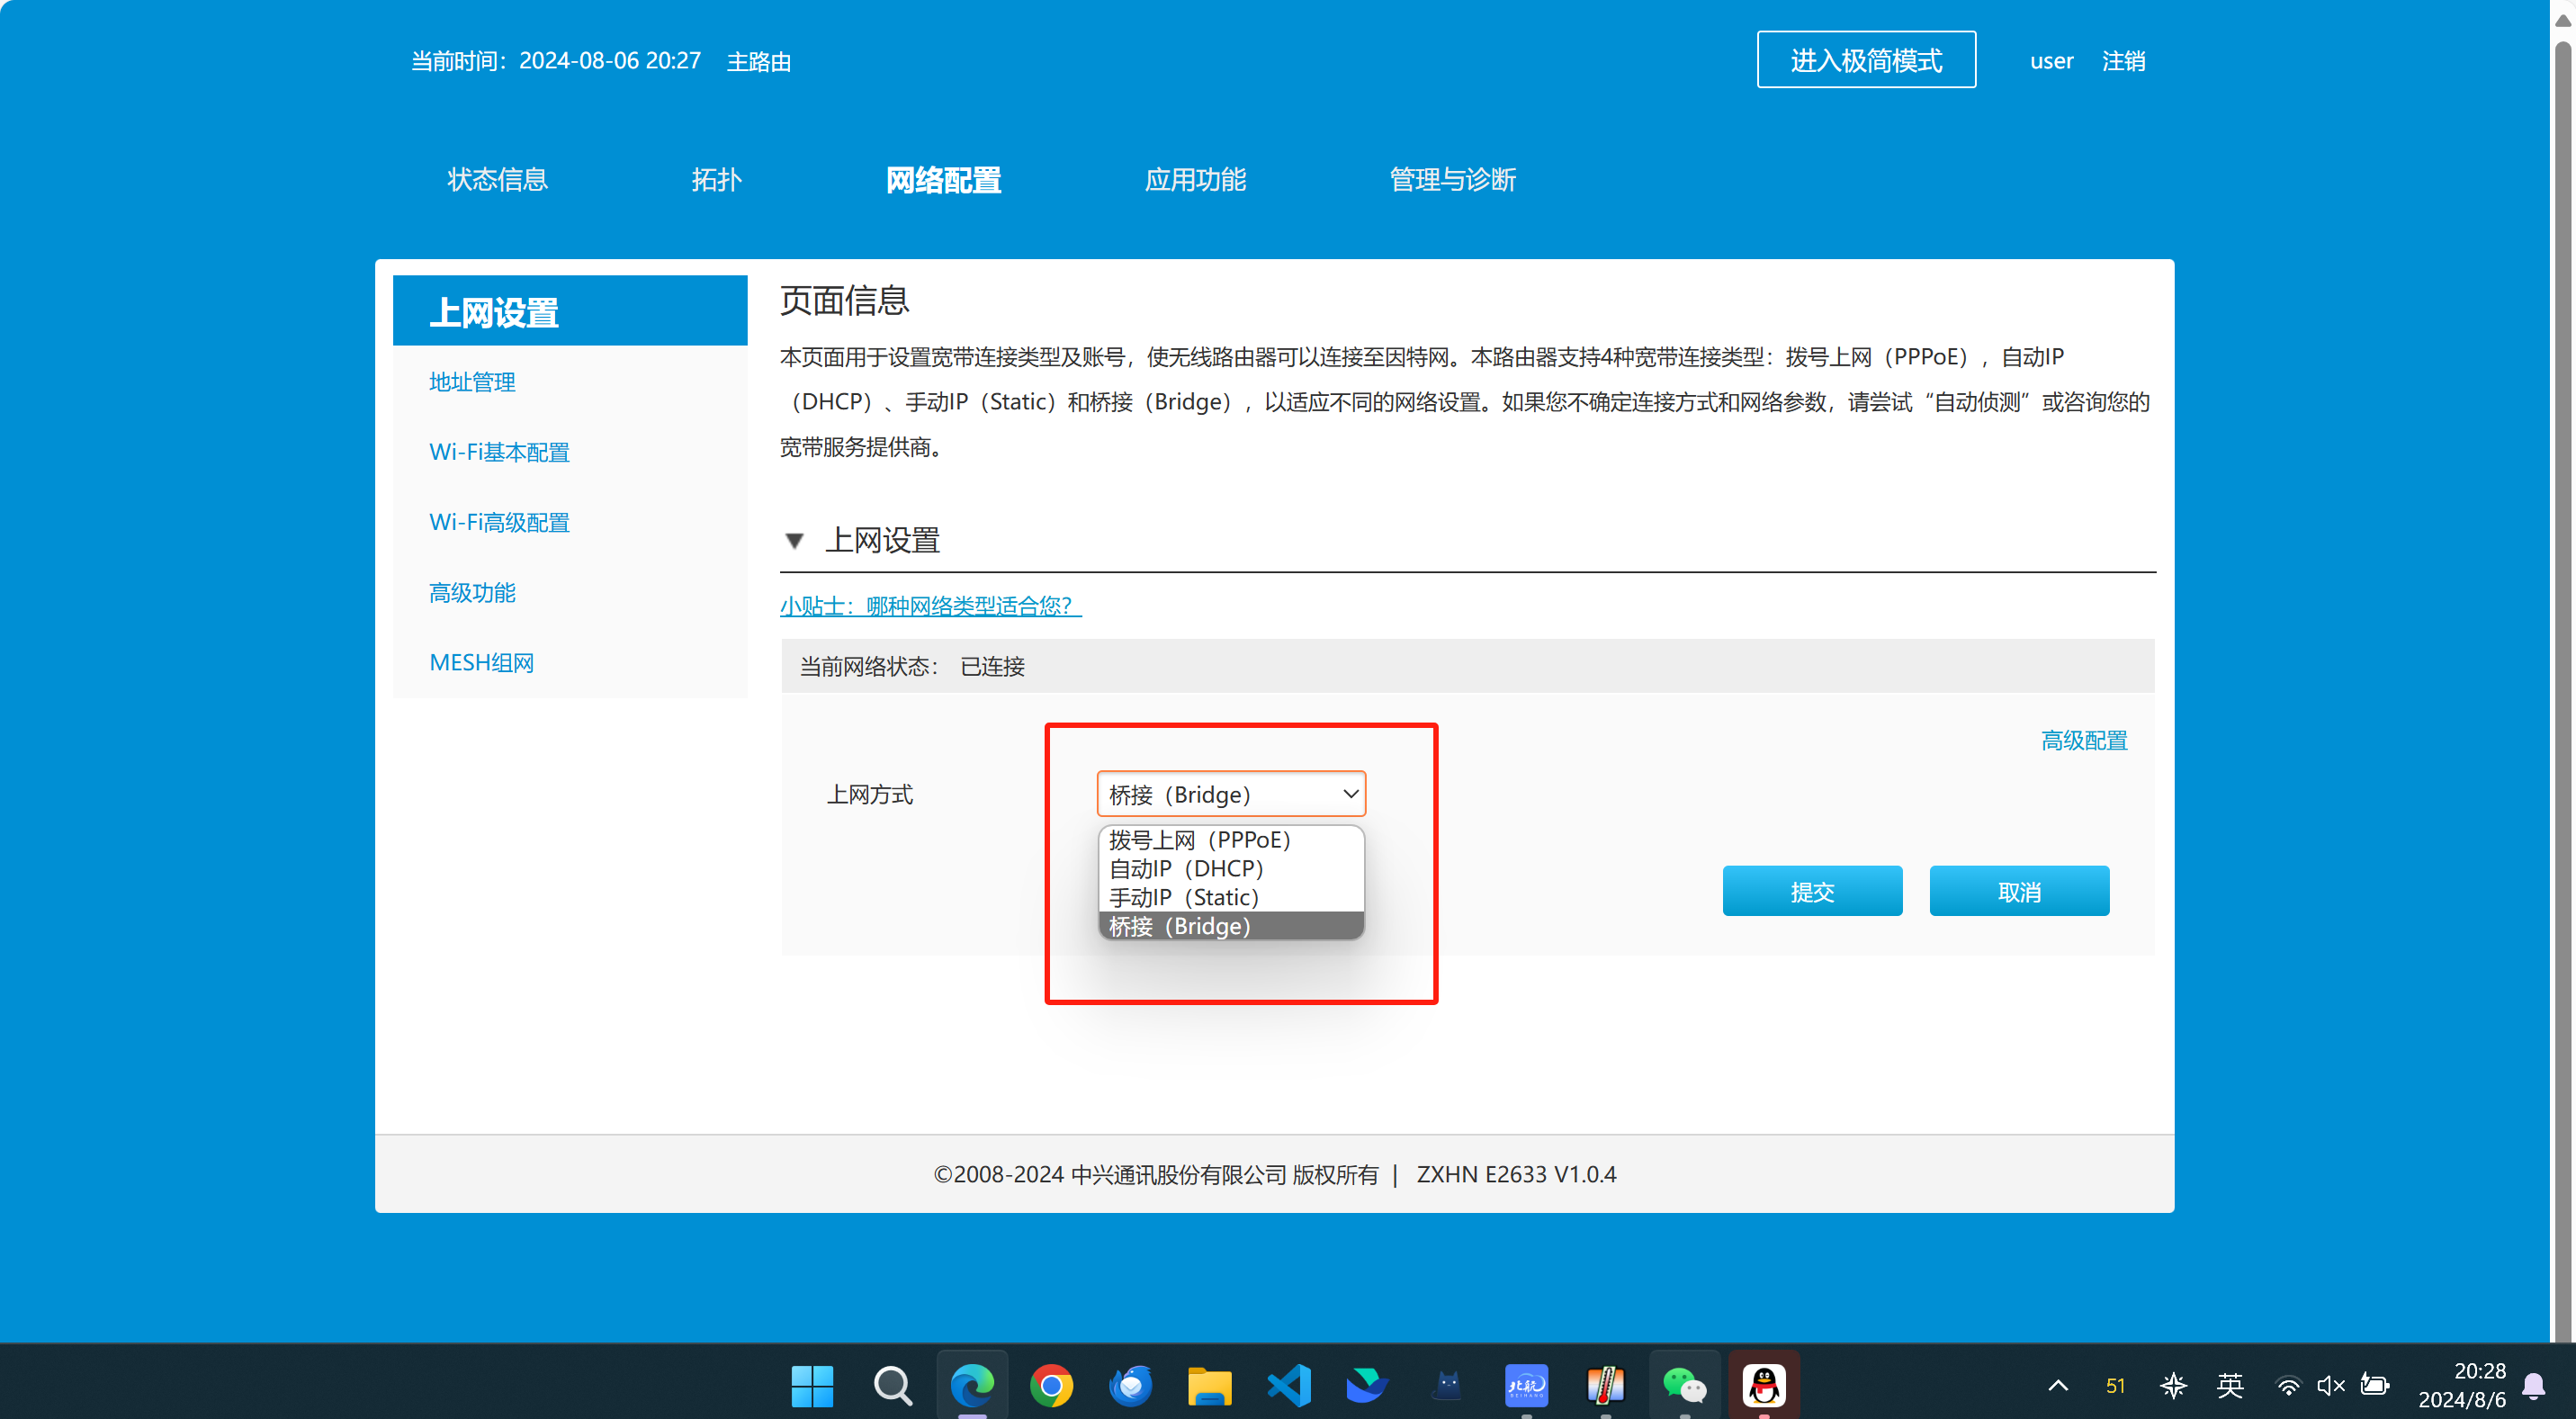 当前时间：2024-08-06 20:27 主路由
进入极简模式 user 注销
状态信息 拓扑 网络配置 应用功能 管理与诊断
上网设置
地址管理
Wi-Fi基本配置
Wi-Fi高级配置
高级功能
MESH组网
页面信息
本页面用于设置宽带连接类型及账号，使无线路由器可以连接至因特网。本路由器支持4种宽带连接类型：拨号上网（PPPoE），自动IP
（DHCP）、手动IP（Static）和桥接（Bridge），以适应不同的网络设置。如果您不确定连接方式和网络参数，请尝试“自动侦测”或咨询您的
宽带服务提供商。
上网设置
小贴士：哪种网络类型适合您？
当前网络状态： 已连接
高级配置
上网方式 桥接（Bridge）
拨号上网（PPPoE）
自动IP（DHCP）
手动IP（Static）
桥接（Bridge）
提交 取消
©2008-2024 中兴通讯股份有限公司 版权所有 | ZXHN E2633 V1.0.4
北航
BEIHANG
51 英 20:28
2024/8/6